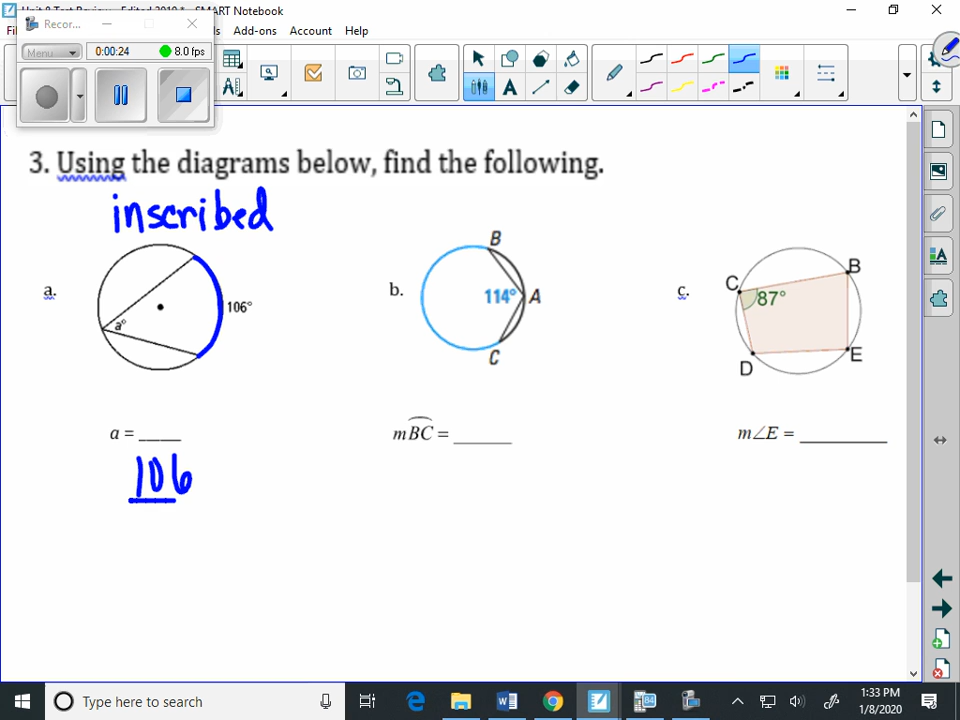 SMART Notebook
Recor...
Add-ons Account Help
Menu 0:00:24 8.0 fps
3. Using the diagrams below, find the following.
inscribed
a.
a°
106°
b.
B
114°
A
C
c.
C
87°
B
D
E
a = ____
mBC = ______
m∠E = _________
106
Type here to search
1:33 PM
1/8/2020